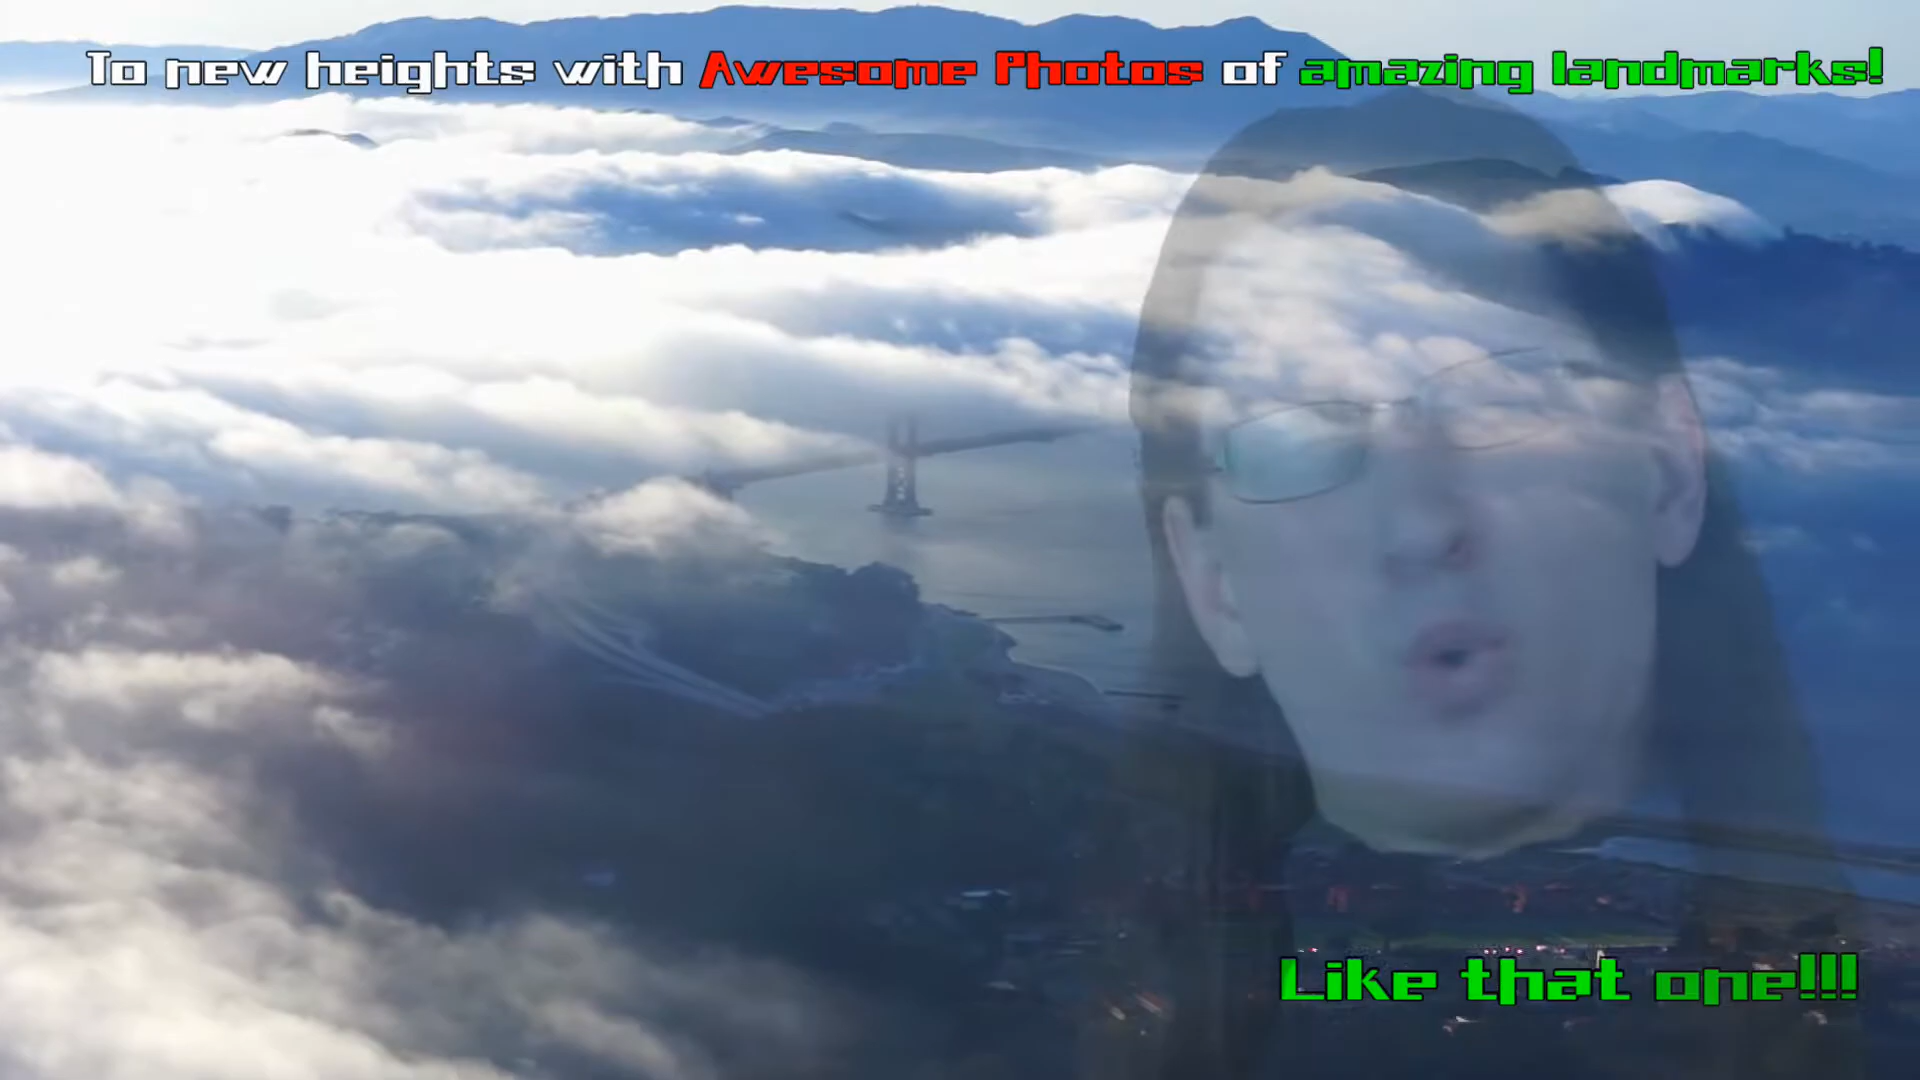 To new heights with Awesome Photos of amazing landmarks!
Like that one!!!